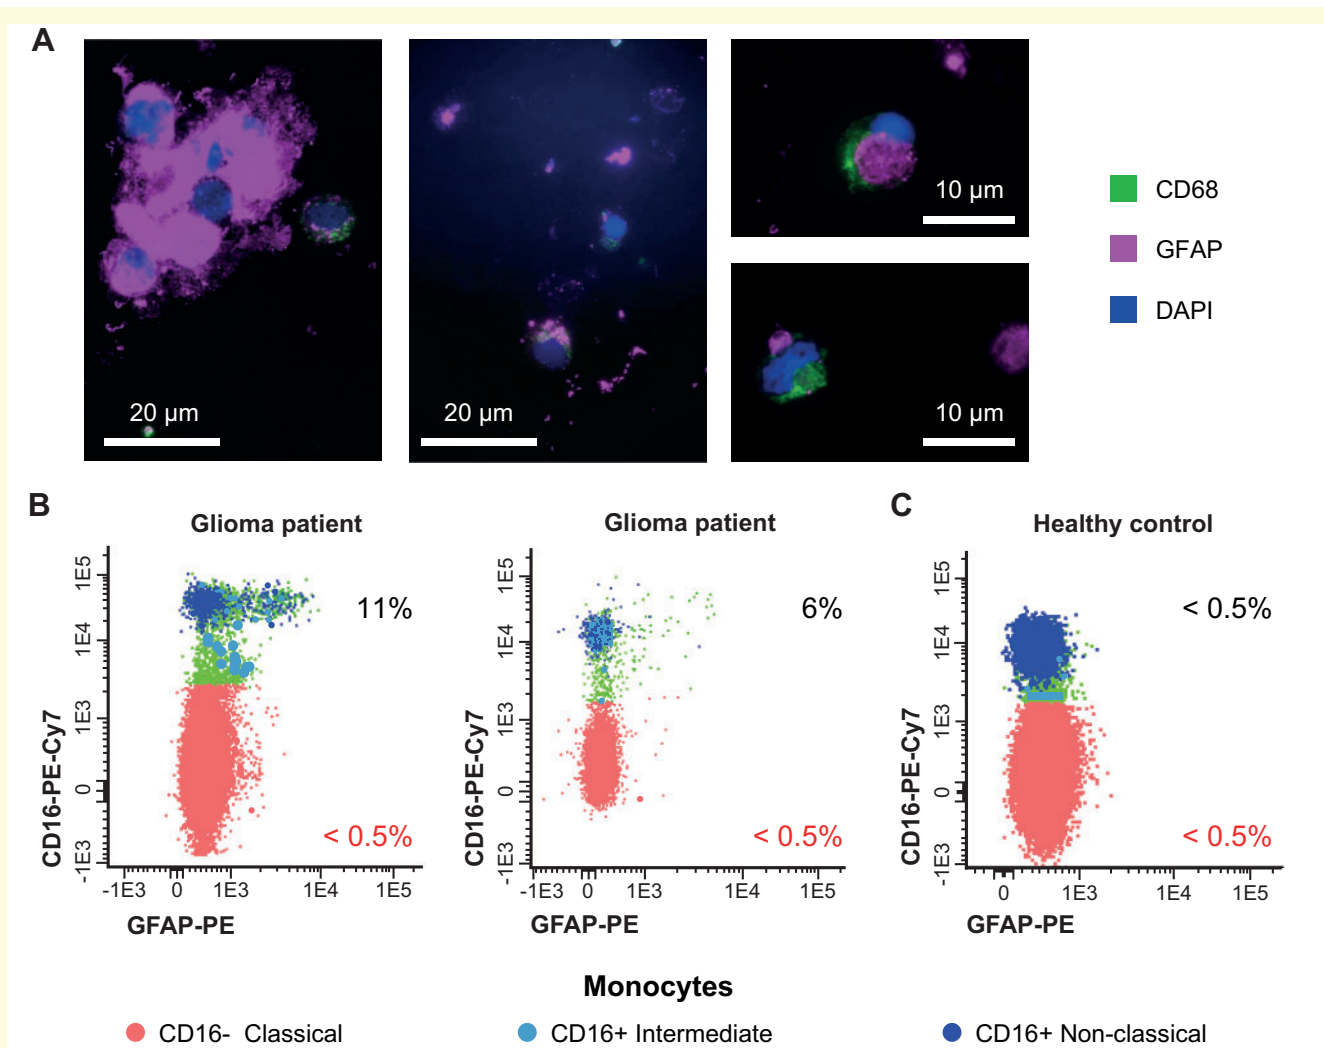 A
20 µm
20 µm
10 µm
10 µm
CD68
GFAP
DAPI
B
Glioma patient
Glioma patient
C
Healthy control
CD16-PE-Cy7
1E5
1E4
1E3
0
-1E3
11%
< 0.5%
-1E3 0 1E3 1E4 1E5
GFAP-PE
CD16-PE-Cy7
1E5
1E4
1E3
0
-1E3
6%
< 0.5%
-1E3 0 1E3 1E4 1E5
GFAP-PE
CD16-PE-Cy7
1E5
1E4
1E3
0
-1E3
< 0.5%
< 0.5%
0 1E3 1E4 1E5
GFAP-PE
Monocytes
CD16- Classical
CD16+ Intermediate
CD16+ Non-classical